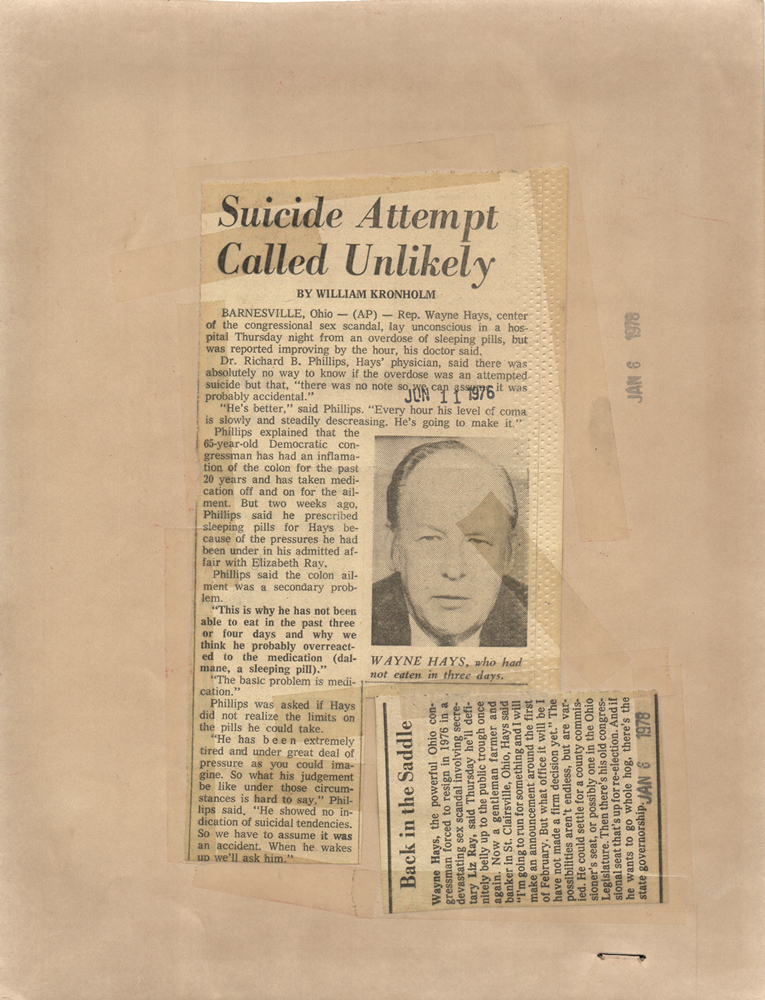 Suicide Attempt
Called Unlikely
BY WILLIAM KRONHOLM
BARNESVILLE, Ohio — (AP) — Rep. Wayne Hays, center
of the congressional sex scandal, lay unconscious in a hos-
pital Thursday night from an overdose of sleeping pills, but
was reported improving by the hour, his doctor said.
Dr. Richard B. Phillips, Hays' physician, said there was
absolutely no way to know if the overdose was an attempted
suicide but that, "there was no note so we can assume it was
probably accidental."
JUN 11 1976
"He's better," said Phillips. "Every hour his level of coma
is slowly and steadily descreasing. He's going to make it."
Phillips explained that the
65-year-old Democratic con-
gressman has had an inflama-
tion of the colon for the past
20 years and has taken medi-
cation off and on for the ail-
ment. But two weeks ago,
Phillips said he prescribed
sleeping pills for Hays be-
cause of the pressures he had
been under in his admitted af-
fair with Elizabeth Ray.
Phillips said the colon ail-
ment was a secondary prob-
lem.
"This is why he has not been
able to eat in the past three
or four days and why we
think he probably overreact-
ed to the medication (dal-
mane, a sleeping pill)."
"The basic problem is medi-
cation."
Phillips was asked if Hays
did not realize the limits on
the pills he could take.
"He has been extremely
tired and under great deal of
pressure as you could ima-
gine. So what his judgement
be like under those circum-
stances is hard to say," Phil-
lips said, "He showed no in-
dication of suicidal tendencies.
So we have to assume it was
an accident. When he wakes
up we'll ask him."
WAYNE HAYS, who had
not eaten in three days.
Back in the Saddle
Wayne Hays, the powerful Ohio con-
gressman forced to resign in 1976 in a
devastating sex scandal involving secre-
tary Liz Ray, said Thursday he'll defi-
nitely belly up to the public trough once
again. Now a gentleman farmer and
banker in St. Clairsville, Ohio, Hays said
"I'm going to run for something and I will
make an announcement around the first
of February. But what office it will be I
have not made a firm decision yet." The
possibilities aren't endless, but are var-
ied. He could settle for a county commis-
sioner's seat, or possibly one in the Ohio
Legislature. Then there's his old congres-
sional seat that's up for re-election. And if
he wants to go whole hog, there's the
state governorship.
JAN 6 1978
JAN 6 1978